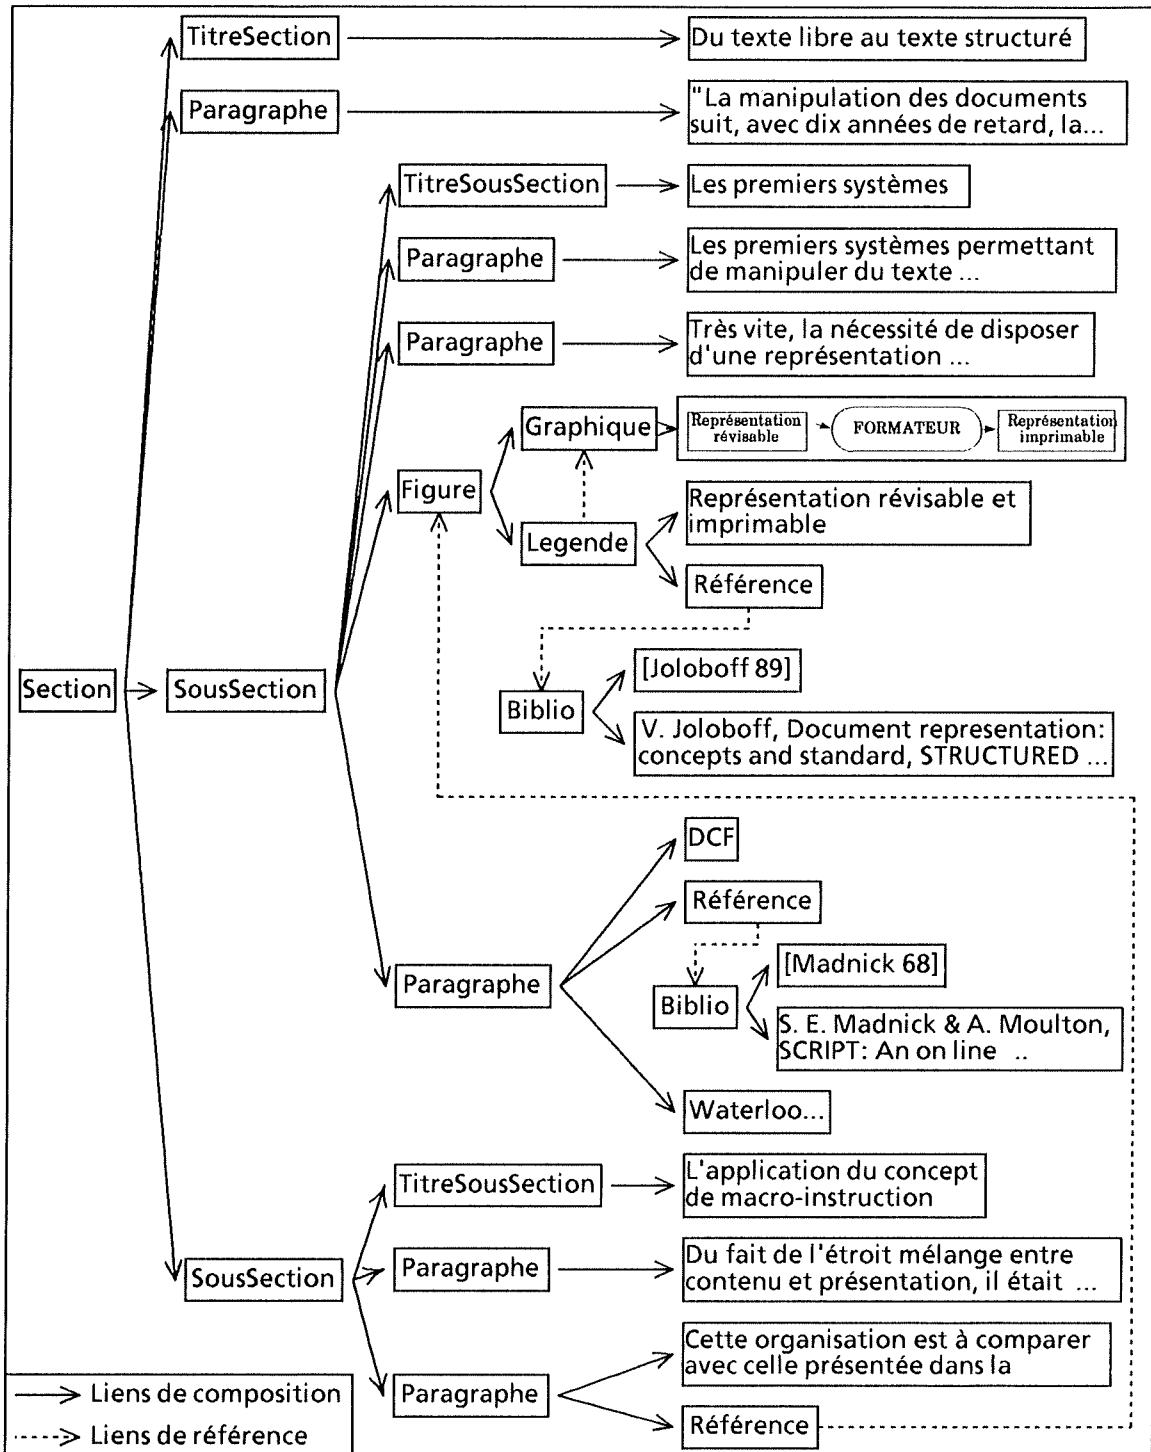 TitreSection
Du texte libre au texte structuré
Paragraphe
"La manipulation des documents
suit, avec dix années de retard, la...
TitreSousSection
Les premiers systèmes
Paragraphe
Les premiers systèmes permettant
de manipuler du texte ...
Paragraphe
Très vite, la nécessité de disposer
d'une représentation ...
Graphique
Représentation
révisable
FORMATEUR
Représentation
imprimable
Figure
Legende
Représentation révisable et
imprimable
Référence
Section
SousSection
Biblio
[Joloboff 89]
V. Joloboff, Document representation:
concepts and standard, STRUCTURED ...
DCF
Référence
Paragraphe
Biblio
[Madnick 68]
S. E. Madnick & A. Moulton,
SCRIPT: An on line ..
Waterloo...
TitreSousSection
L'application du concept
de macro-instruction
SousSection
Paragraphe
Du fait de l'étroit mélange entre
contenu et présentation, il était ...
Paragraphe
Cette organisation est à comparer
avec celle présentée dans la
Référence
Liens de composition
Liens de référence